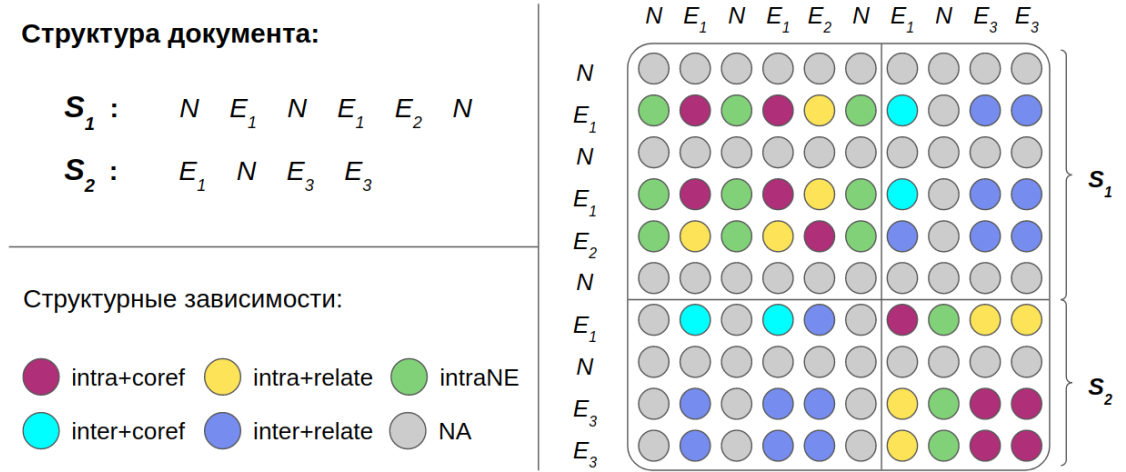 Структура документа:
S1 : N E1 N E1 E2 N
S2 : E1 N E3 E3
Структурные зависимости:
intra+coref intra+relate intraNE
inter+coref inter+relate NA
N E1 N E1 E2 N E1 N E3 E3
N
E1
N
E1
E2
N
E1
N
E3
E3
S1
S2